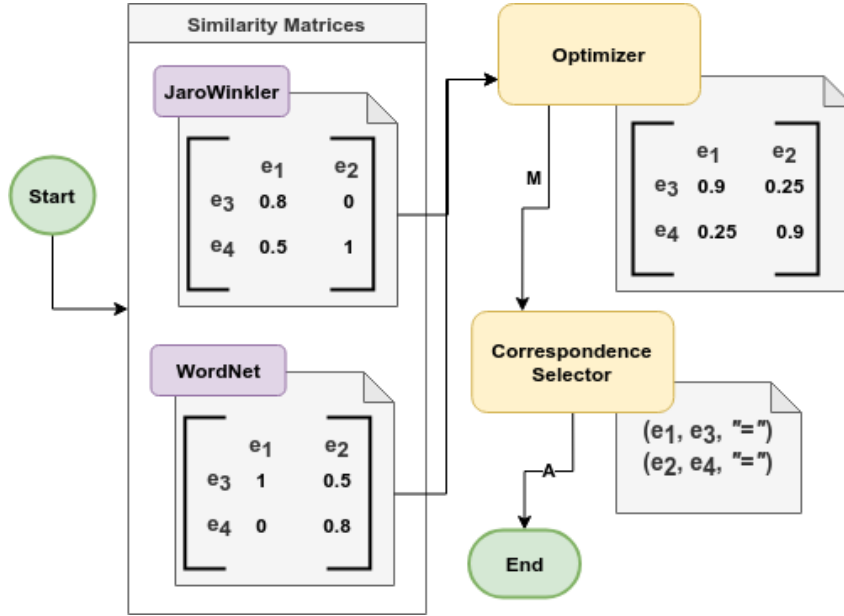 Similarity Matrices
JaroWinkler
e1 e2
e3 0.8 0
e4 0.5 1
WordNet
e1 e2
e3 1 0.5
e4 0 0.8
Start
Optimizer
e1 e2
e3 0.9 0.25
e4 0.25 0.9
M
Correspondence
Selector
(e1, e3, "=")
(e2, e4, "=")
A
End